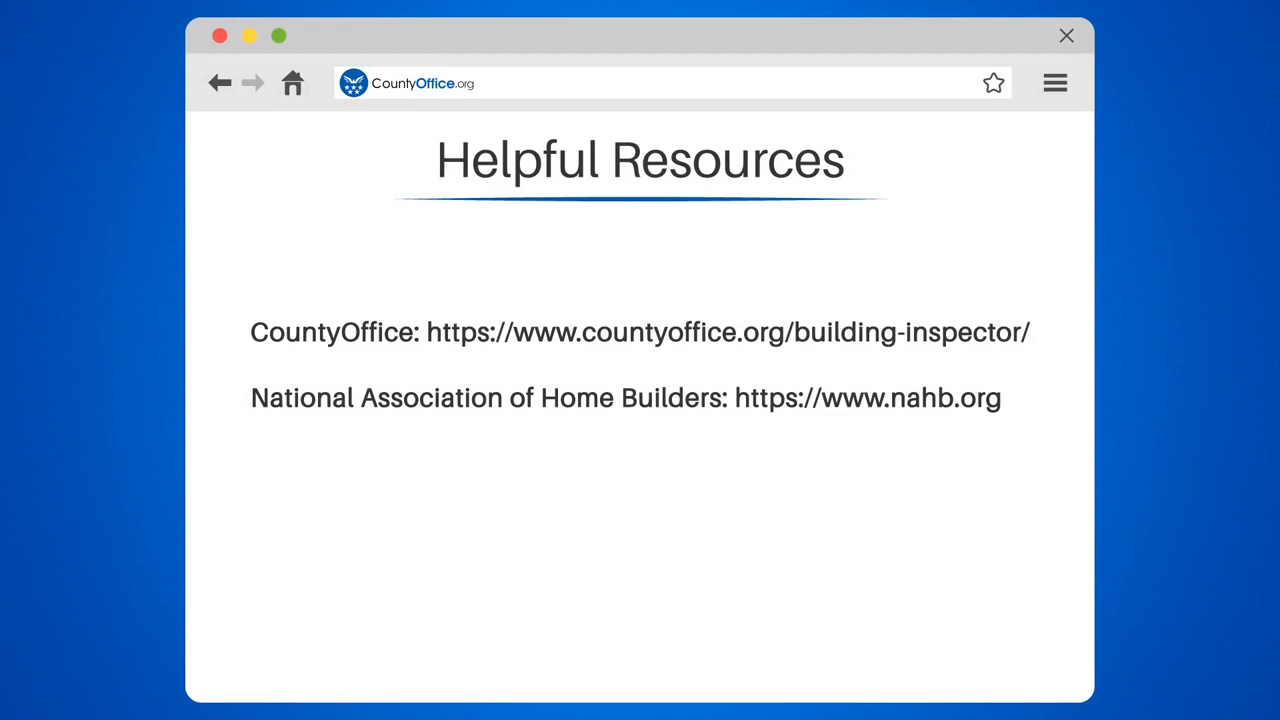 CountyOffice.org
Helpful Resources
CountyOffice: https://www.countyoffice.org/building-inspector/
National Association of Home Builders: https://www.nahb.org